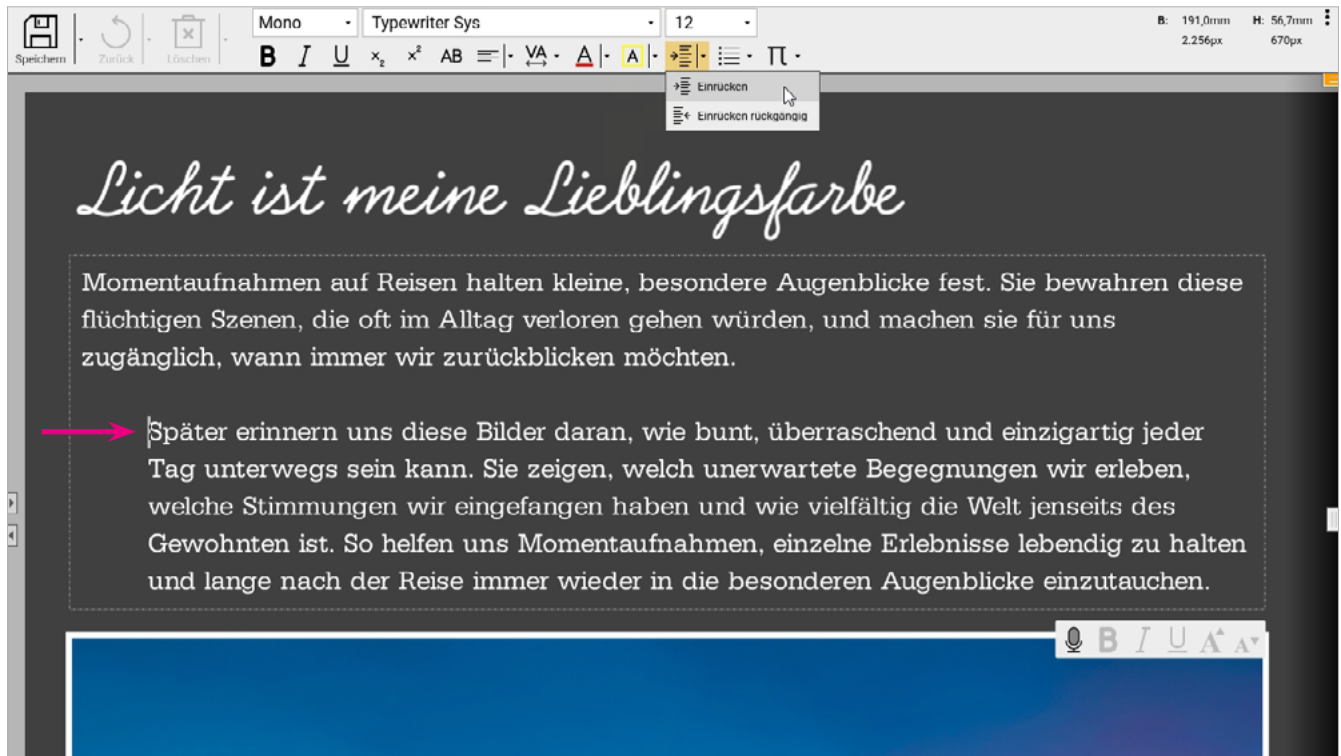 Mono
Typewriter Sys
12
B: 191,0mm H: 56,7mm
2.256px 670px
Speichern Zurück Löschen
B I U x₂ x² AB VA A A π
Einrücken
Einrücken rückgängig
Licht ist meine Lieblingsfarbe
Momentaufnahmen auf Reisen halten kleine, besondere Augenblicke fest. Sie bewahren diese
flüchtigen Szenen, die oft im Alltag verloren gehen würden, und machen sie für uns
zugänglich, wann immer wir zurückblicken möchten.
Später erinnern uns diese Bilder daran, wie bunt, überraschend und einzigartig jeder
Tag unterwegs sein kann. Sie zeigen, welch unerwartete Begegnungen wir erleben,
welche Stimmungen wir eingefangen haben und wie vielfältig die Welt jenseits des
Gewohnten ist. So helfen uns Momentaufnahmen, einzelne Erlebnisse lebendig zu halten
und lange nach der Reise immer wieder in die besonderen Augenblicke einzutauchen.
B I U A A